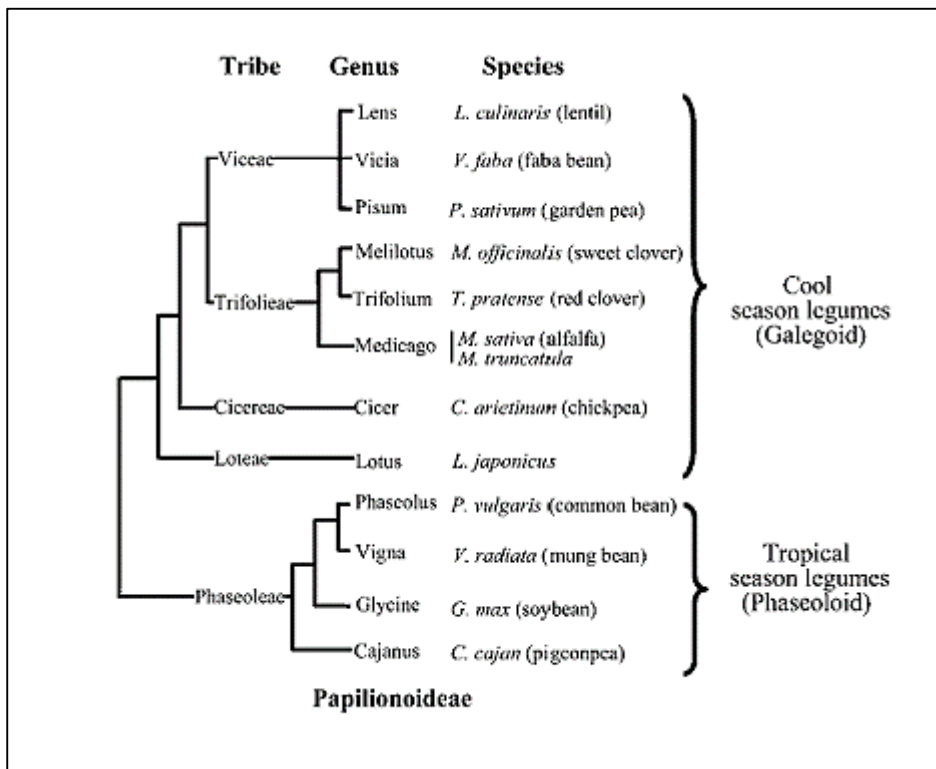 Tribe Genus Species
Lens L. culinaris (lentil)
Viceae Vicia V. faba (faba bean)
Pisum P. sativum (garden pea)
Melilotus M. officinalis (sweet clover)
Trifolieae Trifolium T. pratense (red clover)
Medicago M. sativa (alfalfa)
M. truncatula
Cicereae Cicer C. arietinum (chickpea)
Loteae Lotus L. japonicus
Cool
season legumes
(Galegoid)
Phaseolus P. vulgaris (common bean)
Vigna V. radiata (mung bean)
Phaseoleae Glycine G. max (soybean)
Cajanus C. cajan (pigeonpea)
Tropical
season legumes
(Phaseoloid)
Papilionoideae